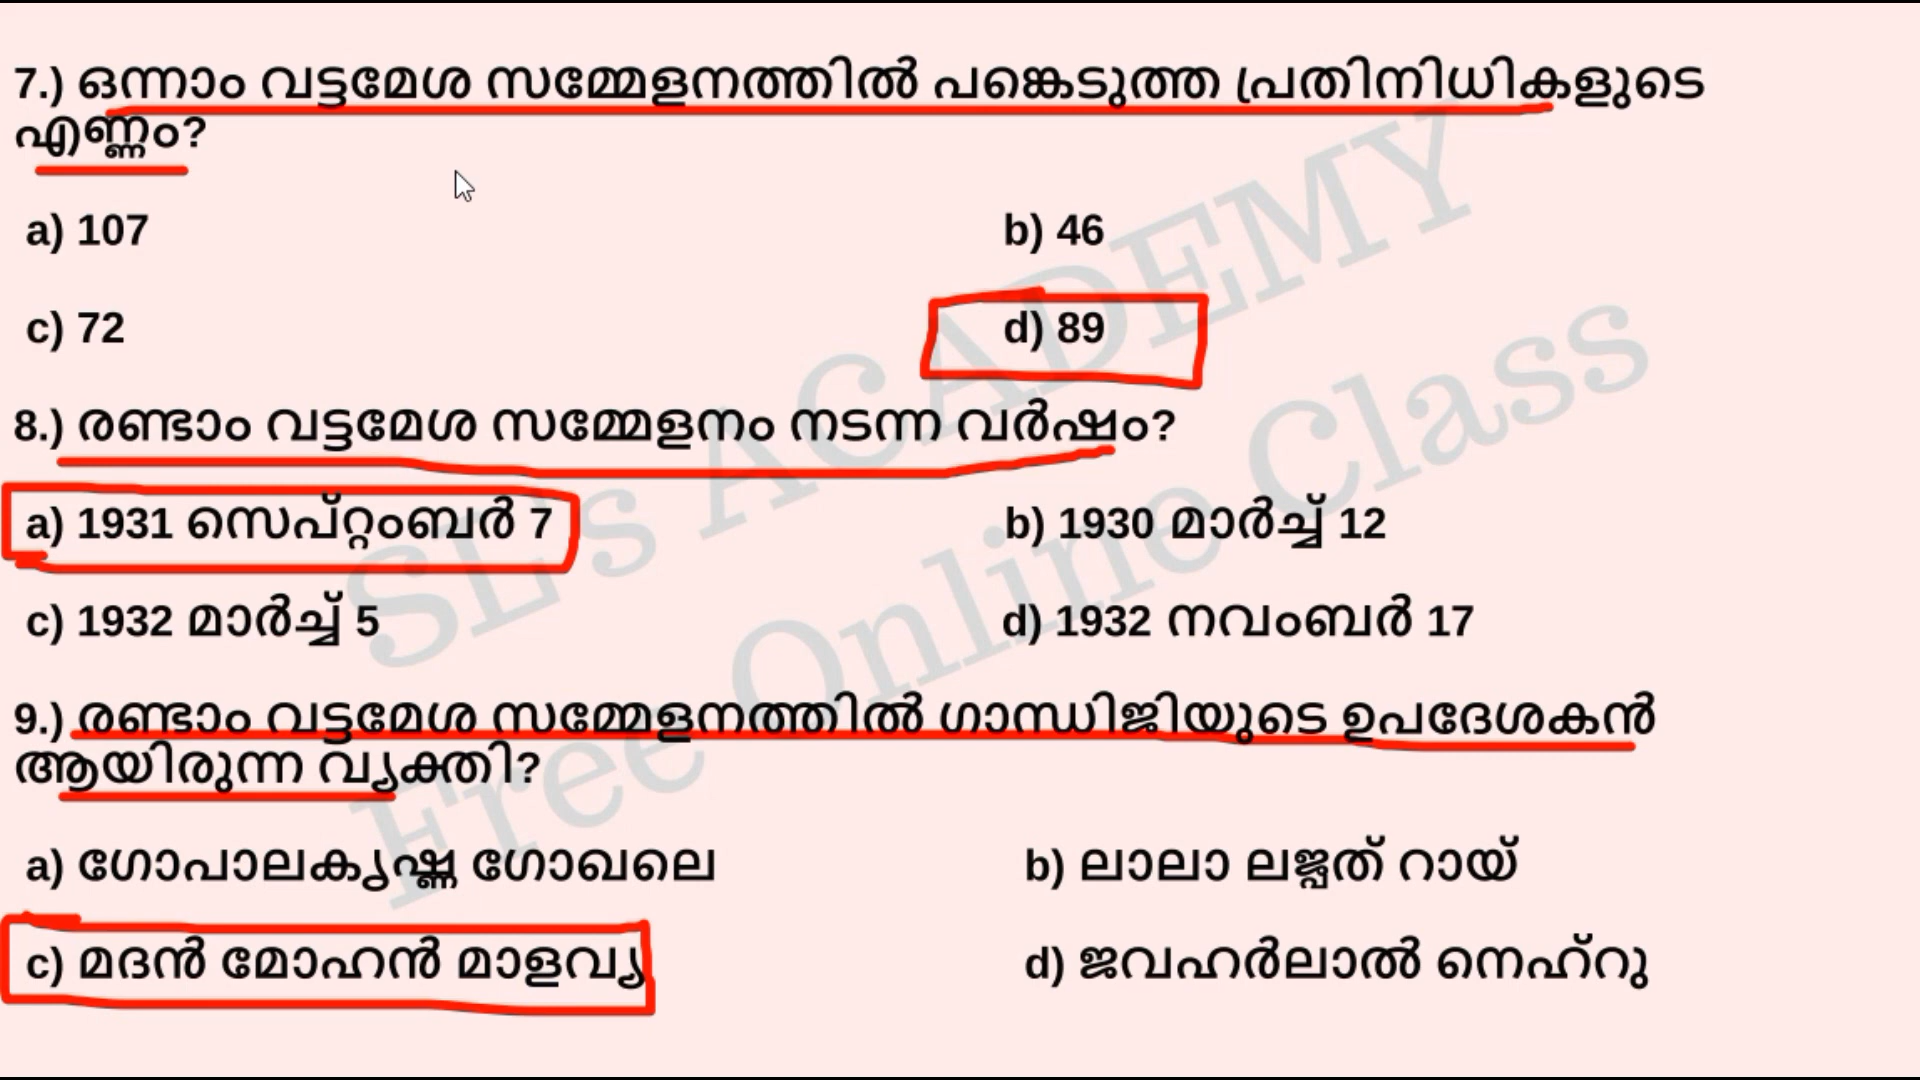 7.) ഒന്നാം വട്ടമേശ സമ്മേളനത്തിൽ പങ്കെടുത്ത പ്രതിനിധികളുടെ
എണ്ണം?
a) 107
b) 46
c) 72
d) 89
8.) രണ്ടാം വട്ടമേശ സമ്മേളനം നടന്ന വർഷം?
a) 1931 സെപ്റ്റംബർ 7
b) 1930 മാർച്ച് 12
c) 1932 മാർച്ച് 5
d) 1932 നവംബർ 17
9.) രണ്ടാം വട്ടമേശ സമ്മേളനത്തിൽ ഗാന്ധിജിയുടെ ഉപദേശകൻ
ആയിരുന്ന വ്യക്തി?
a) ഗോപാലകൃഷ്ണ ഗോഖലെ
b) ലാലാ ലജ്പത് റായ്
c) മദൻ മോഹൻ മാളവ്യ
d) ജവഹർലാൽ നെഹ്റു
SL's ACADEMY
Free Online Class